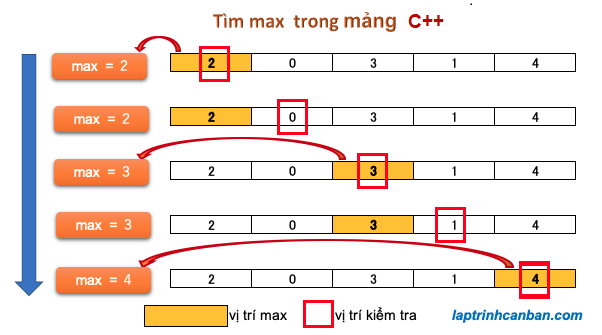 Tìm max trong mảng C++
max = 2 2 0 3 1 4
max = 2 2 0 3 1 4
max = 3 2 0 3 1 4
max = 3 2 0 3 1 4
max = 4 2 0 3 1 4
vị trí max vị trí kiểm tra laptrinhcanban.com